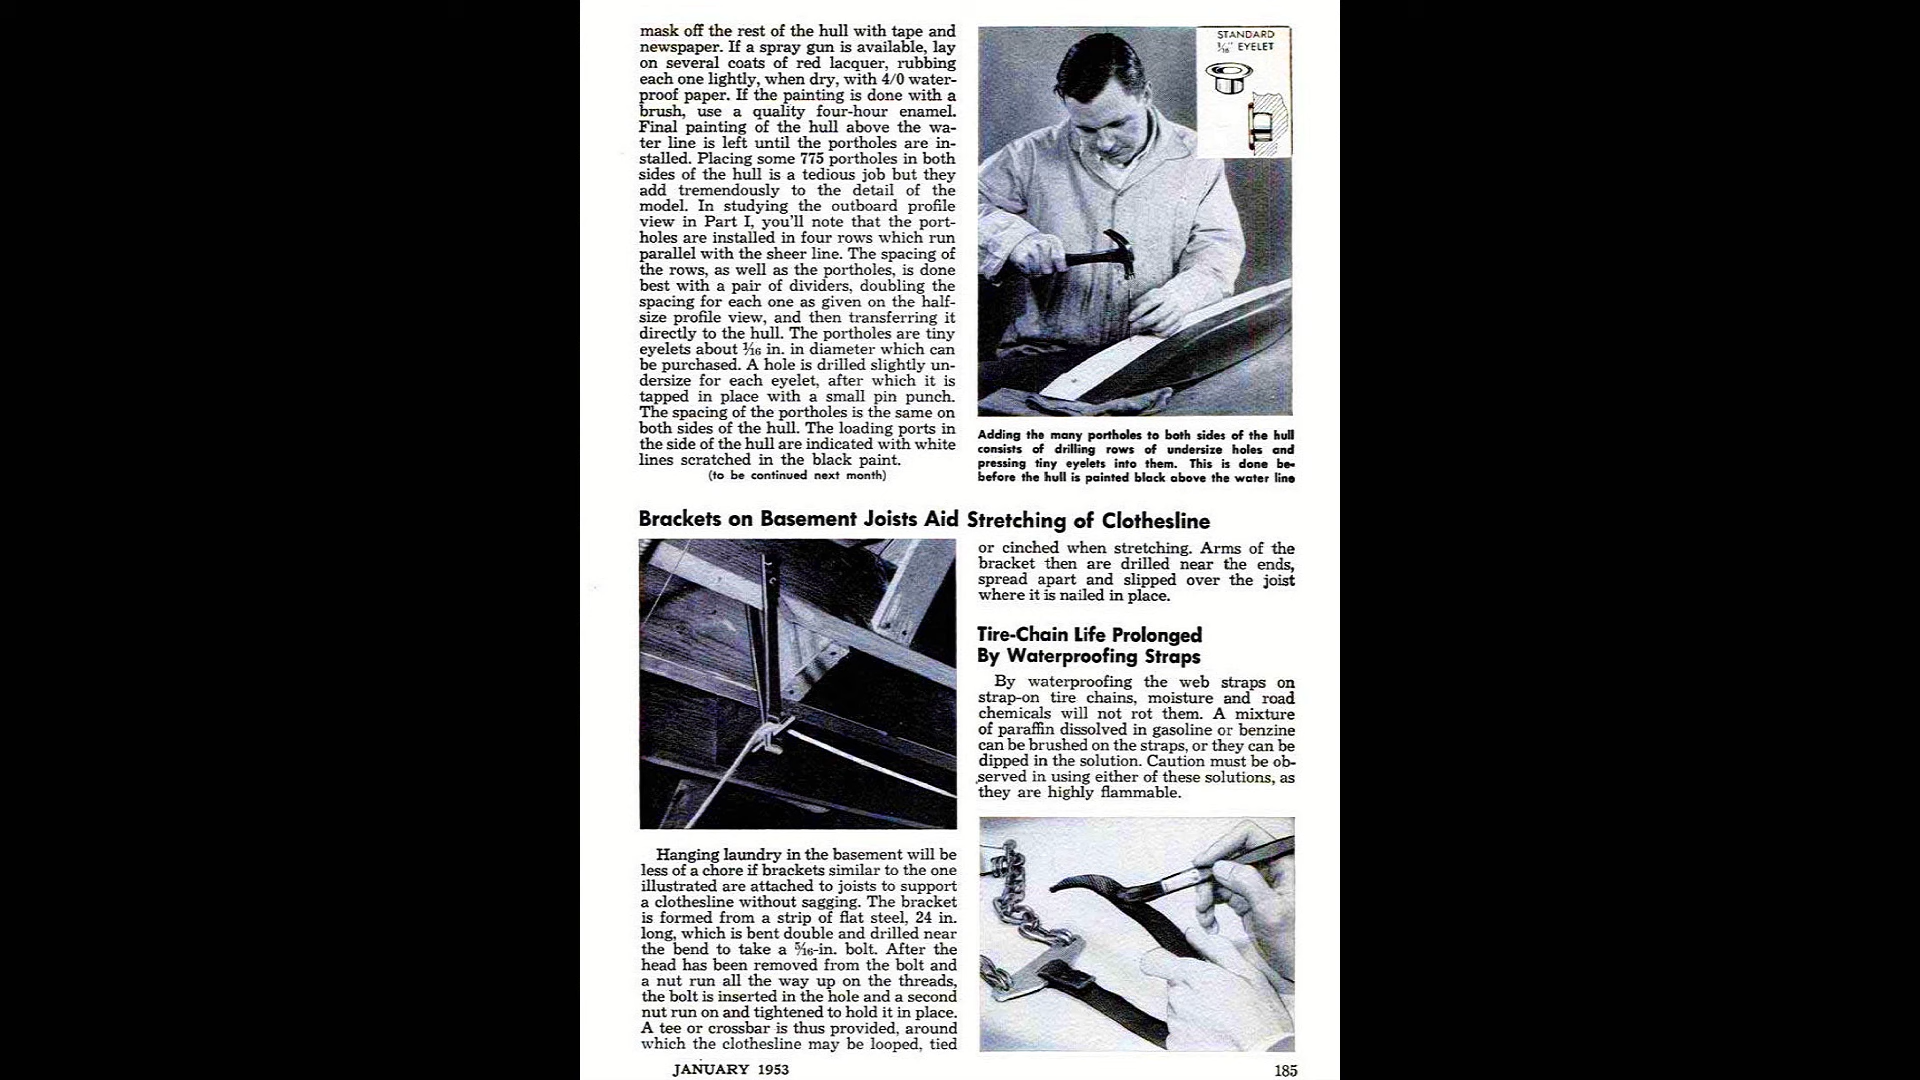 mask off the rest of the hull with tape and
newspaper. If a spray gun is available, lay
on several coats of red lacquer, rubbing
each one lightly, when dry, with 4/0 water-
proof paper. If the painting is done with a
brush, use a quality four-hour enamel.
Final painting of the hull above the wa-
ter line is left until the portholes are in-
stalled. Placing some 775 portholes in both
sides of the hull is a tedious job but they
add tremendously to the detail of the
model. In studying the outboard profile
view in Part I, you'll note that the port-
holes are installed in four rows which run
parallel with the sheer line. The spacing of
the rows, as well as the portholes, is done
best with a pair of dividers, doubling the
spacing for each one as given on the half-
size profile view, and then transferring it
directly to the hull. The portholes are tiny
eyelets about 1/16 in. in diameter which can
be purchased. A hole is drilled slightly un-
dersize for each eyelet, after which it is
tapped in place with a small pin punch.
The spacing of the portholes is the same on
both sides of the hull. The loading ports in
the side of the hull are indicated with white
lines scratched in the black paint.
(to be continued next month)
STANDARD
EYELET
Adding the many portholes to both sides of the hull
consists of drilling rows of undersize holes and
pressing tiny eyelets into them. This is done be-
before the hull is painted black above the water line
Brackets on Basement Joists Aid Stretching of Clothesline
Hanging laundry in the basement will be
less of a chore if brackets similar to the one
illustrated are attached to joists to support
a clothesline without sagging. The bracket
is formed from a strip of flat steel, 24 in.
long, which is bent double and drilled near
the bend to take a 5/16-in. bolt. After the
head has been removed from the bolt and
a nut run all the way up on the threads,
the bolt is inserted in the hole and a second
nut run on and tightened to hold it in place.
A tee or crossbar is thus provided, around
which the clothesline may be looped, tied
or cinched when stretching. Arms of the
bracket then are drilled near the ends,
spread apart and slipped over the joist
where it is nailed in place.
Tire-Chain Life Prolonged
By Waterproofing Straps
By waterproofing the web straps on
strap-on tire chains, moisture and road
chemicals will not rot them. A mixture
of paraffin dissolved in gasoline or benzine
can be brushed on the straps, or they can be
dipped in the solution. Caution must be ob-
served in using either of these solutions, as
they are highly flammable.
JANUARY 1953
185